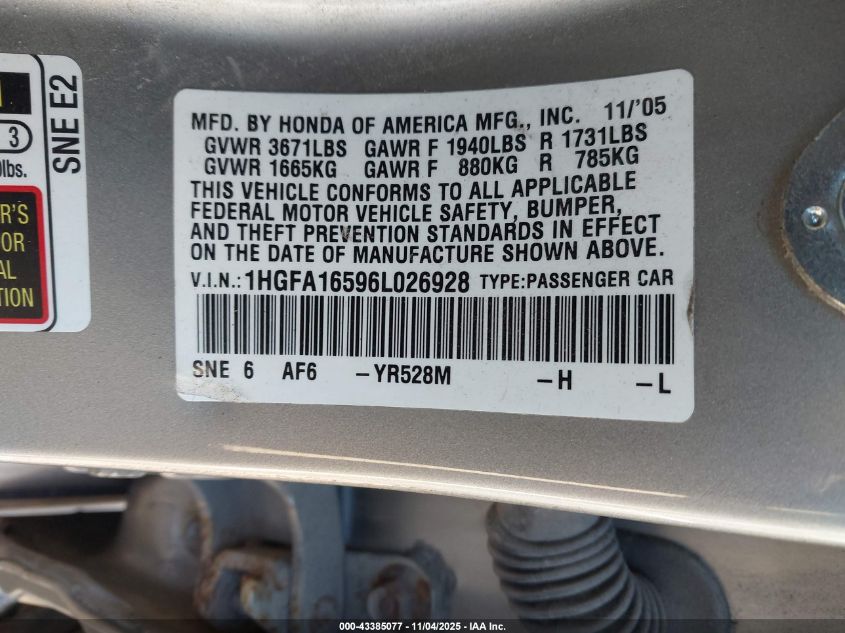 SNE E2
3
lbs.
MFD. BY HONDA OF AMERICA MFG., INC. 11/'05
GVWR 3671LBS GAWR F 1940LBS R 1731LBS
GVWR 1665KG GAWR F 880KG R 785KG
THIS VEHICLE CONFORMS TO ALL APPLICABLE
FEDERAL MOTOR VEHICLE SAFETY, BUMPER,
AND THEFT PREVENTION STANDARDS IN EFFECT
ON THE DATE OF MANUFACTURE SHOWN ABOVE.
V.I.N.: 1HGFA16596L026928 TYPE:PASSENGER CAR
SNE 6 AF6 -YR528M -H -L
000-43385077 - 11/04/2025 - IAA Inc.